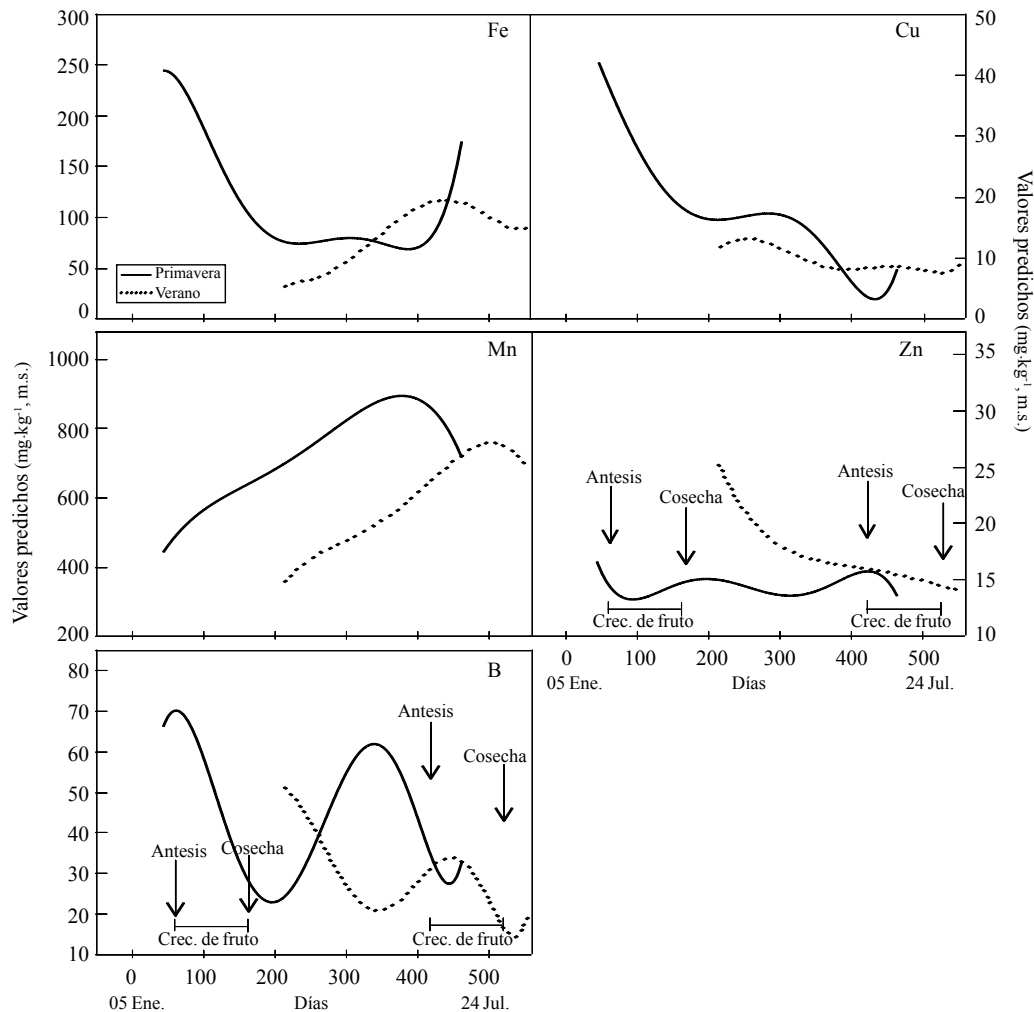 Fe
300
250
200
150
100
50
0
Primavera
Verano
Cu
50
40
30
20
10
0
Valores predichos (mg·kg⁻¹, m.s.)
Mn
1000
800
600
400
200
Valores predichos (mg·kg⁻¹, m.s.)
Zn
35
30
25
20
15
10
Antesis
Cosecha
Antesis
Cosecha
Crec. de fruto
Crec. de fruto
0 100 200 300 400 500
05 Ene. Días 24 Jul.
B
70
60
50
40
30
20
10
Antesis
Cosecha
Antesis
Cosecha
Crec. de fruto
Crec. de fruto
0 100 200 300 400 500
05 Ene. Días 24 Jul.